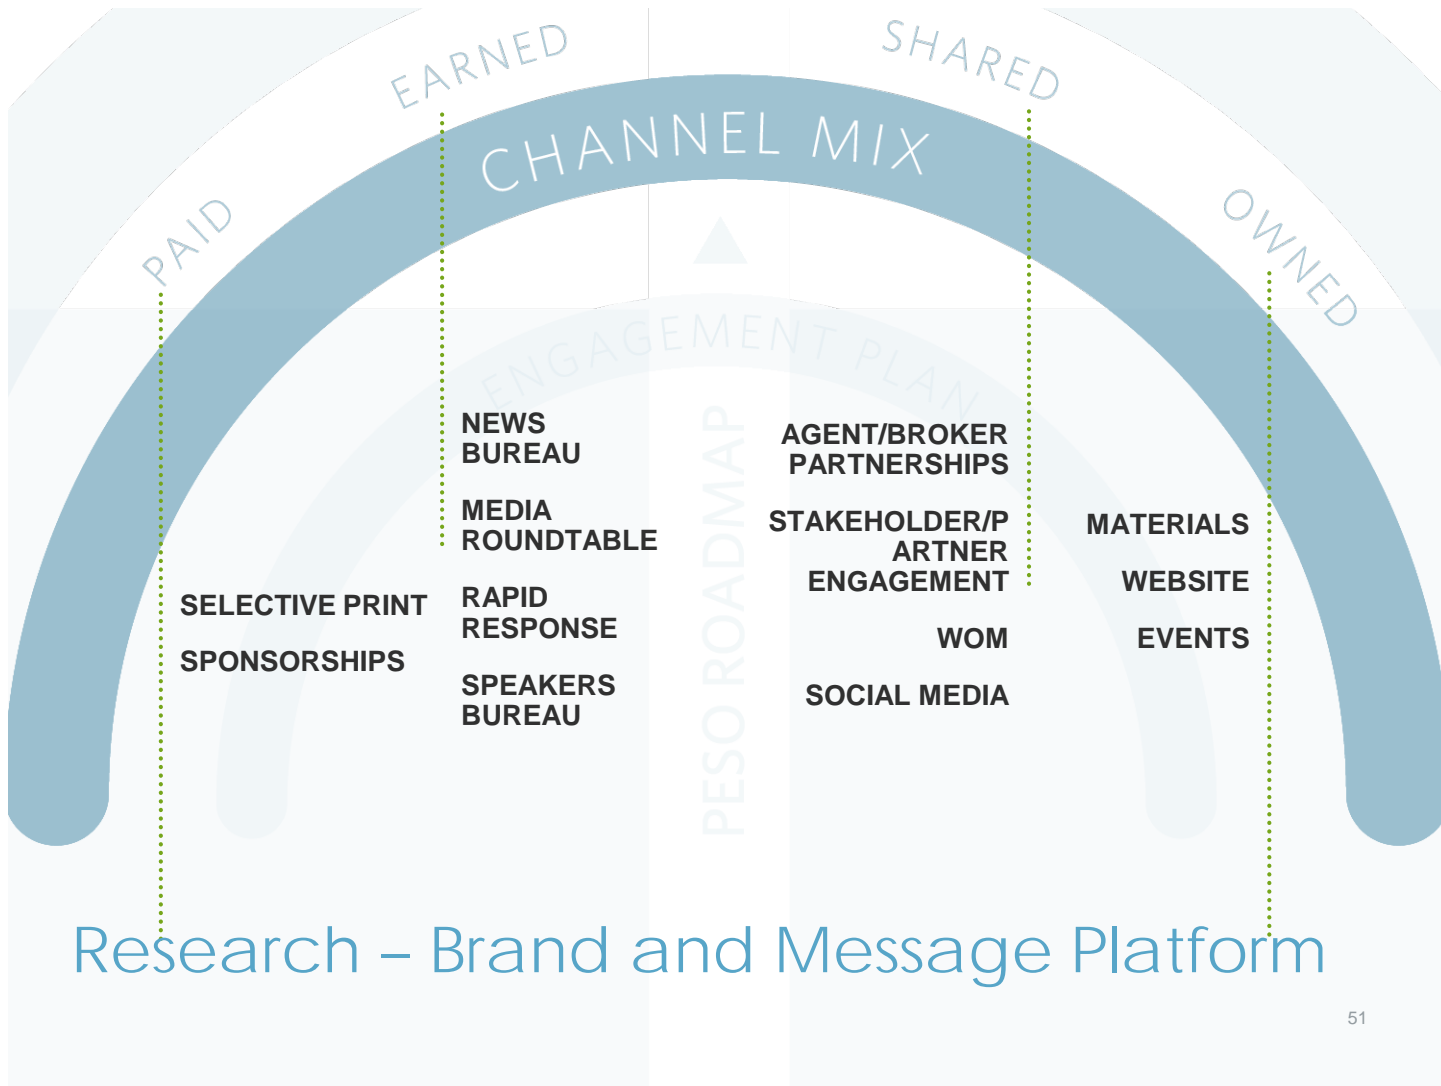 PAID
EARNED
SHARED
OWNED
CHANNEL MIX
ENGAGEMENT PLAN
PESO ROADMAP
SELECTIVE PRINT
SPONSORSHIPS
NEWS
BUREAU
MEDIA
ROUNDTABLE
RAPID
RESPONSE
SPEAKERS
BUREAU
AGENT/BROKER
PARTNERSHIPS
STAKEHOLDER/P
ARTNER
ENGAGEMENT
WOM
SOCIAL MEDIA
MATERIALS
WEBSITE
EVENTS
Research – Brand and Message Platform
51